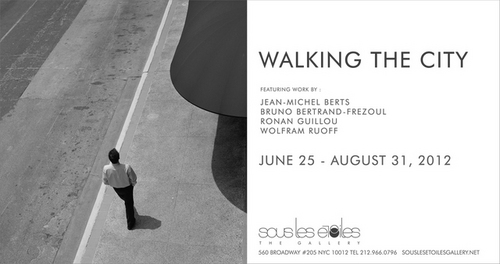 WALKING THE CITY
FEATURING WORK BY :
JEAN-MICHEL BERTS
BRUNO BERTRAND-FREZOUL
RONAN GUILLOU
WOLFRAM RUOFF
JUNE 25 - AUGUST 31, 2012
sous les etoiles
THE GALLERY
560 BROADWAY #205 NYC 10012 TEL 212.966.0796 SOUSLESETOILESGALLERY.NET